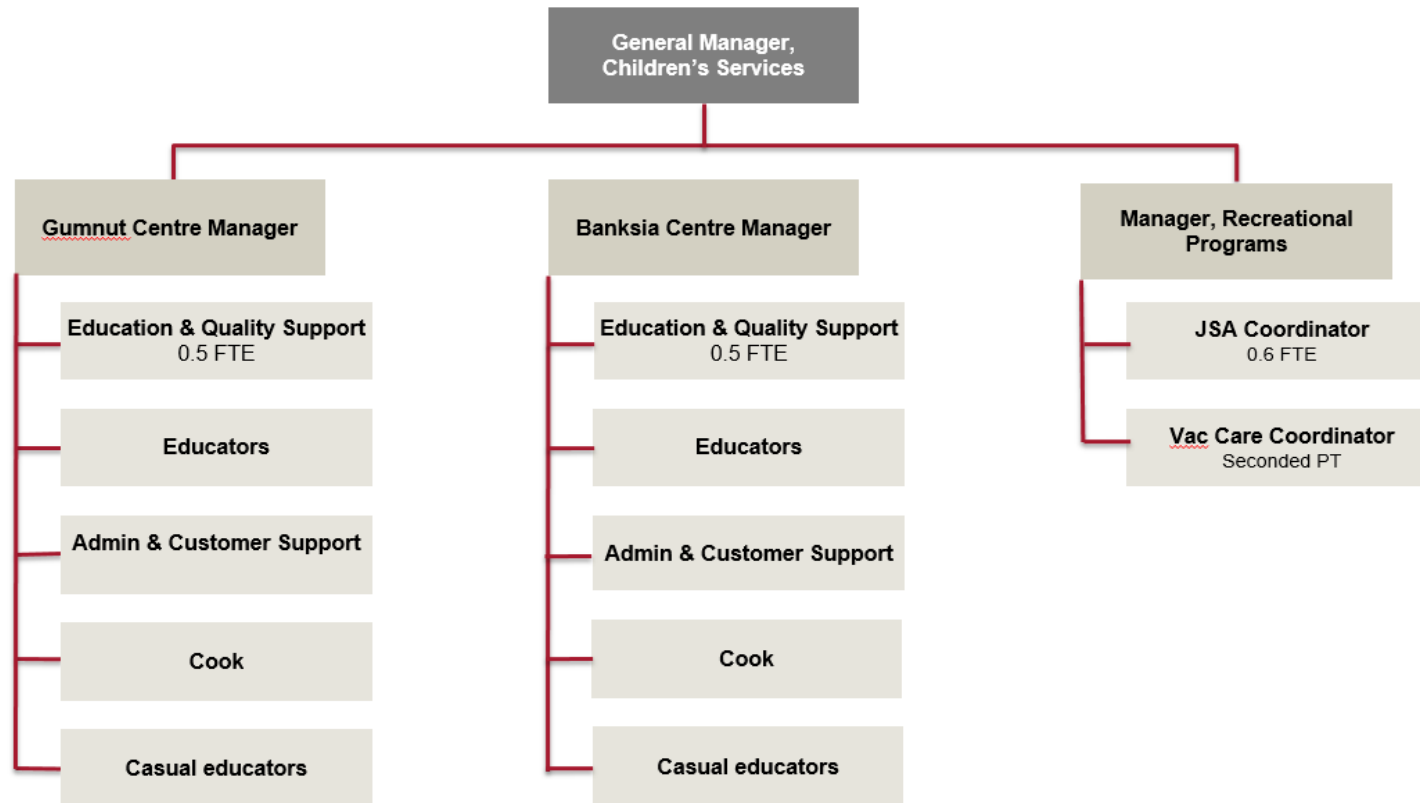 General Manager,
Children's Services
Gumnut Centre Manager
Education & Quality Support
0.5 FTE
Educators
Admin & Customer Support
Cook
Casual educators
Banksia Centre Manager
Education & Quality Support
0.5 FTE
Educators
Admin & Customer Support
Cook
Casual educators
Manager, Recreational
Programs
JSA Coordinator
0.6 FTE
Vac Care Coordinator
Seconded PT